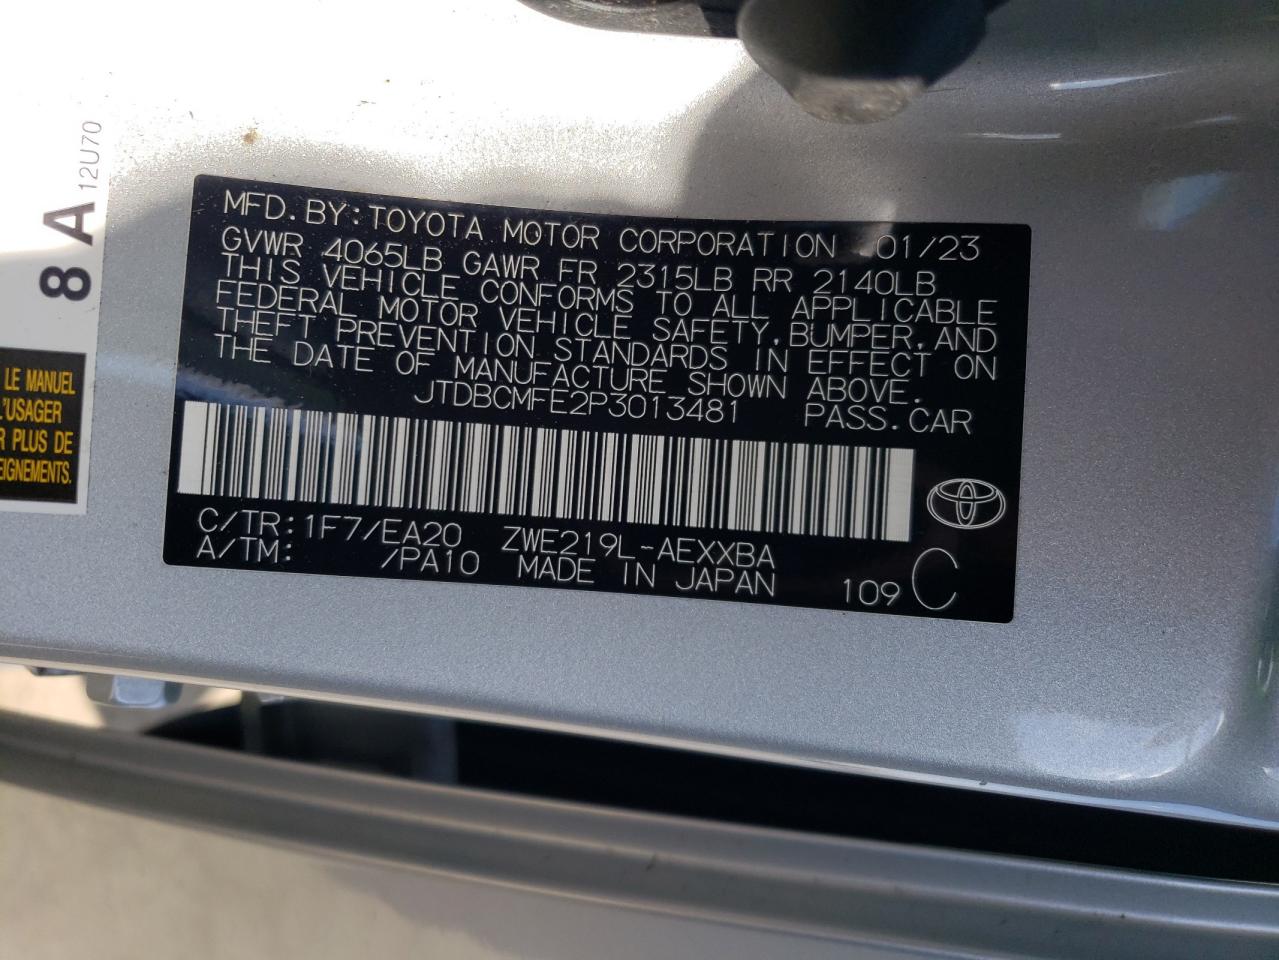 8 A 12U70
LE MANUEL
L'USAGER
R PLUS DE
EIGNEMENTS.
MFD. BY: TOYOTA MOTOR CORPORATION 01/23
GVWR 4065LB GAWR FR 2315LB RR 2140LB
THIS VEHICLE CONFORMS TO ALL APPLICABLE
FEDERAL MOTOR VEHICLE SAFETY, BUMPER, AND
THEFT PREVENTION STANDARDS IN EFFECT ON
THE DATE OF MANUFACTURE SHOWN ABOVE.
JTDBCMFE2P3013481 PASS. CAR
C/TR: 1F7/EA20 ZWE219L-AEXXBA
A/TM: /PA10 MADE IN JAPAN 109 C